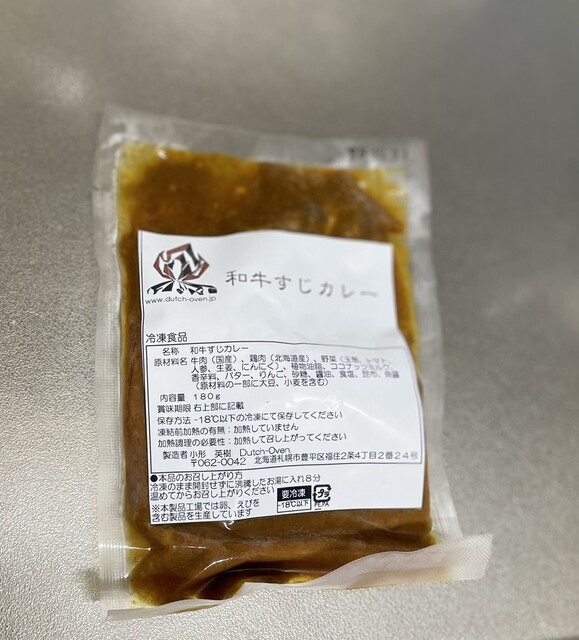 www.dutch-oven.jp
和牛すじカレー
冷凍食品
名称 和牛すじカレー
原材料名 牛肉(国産)、鶏肉(北海道産)、野菜(玉葱、トマト、
人参、生姜、にんにく)、植物油脂、ココナッツミルク、
香辛料、バター、りんご、砂糖、醤油、食塩、昆布、魚醤
(原材料の一部に大豆、小麦を含む)
内容量 180g
賞味期限 右上部に記載
保存方法 -18℃以下の冷凍にて保存してください
凍結前加熱の有無:加熱していません
加熱調理の必要性:加熱して召し上がってください
製造者 小形 英樹 Dutch-Oven
〒062-0042 北海道札幌市豊平区福住2条4丁目2番24号
●本品のお召し上がり方
冷凍のまま開封せずに沸騰したお湯に入れ8分
温めてからお召し上がりください
※本製品工場では卵、えびを
含む製品を生産しています
要冷凍
-18℃以下
プラ
PE,PA